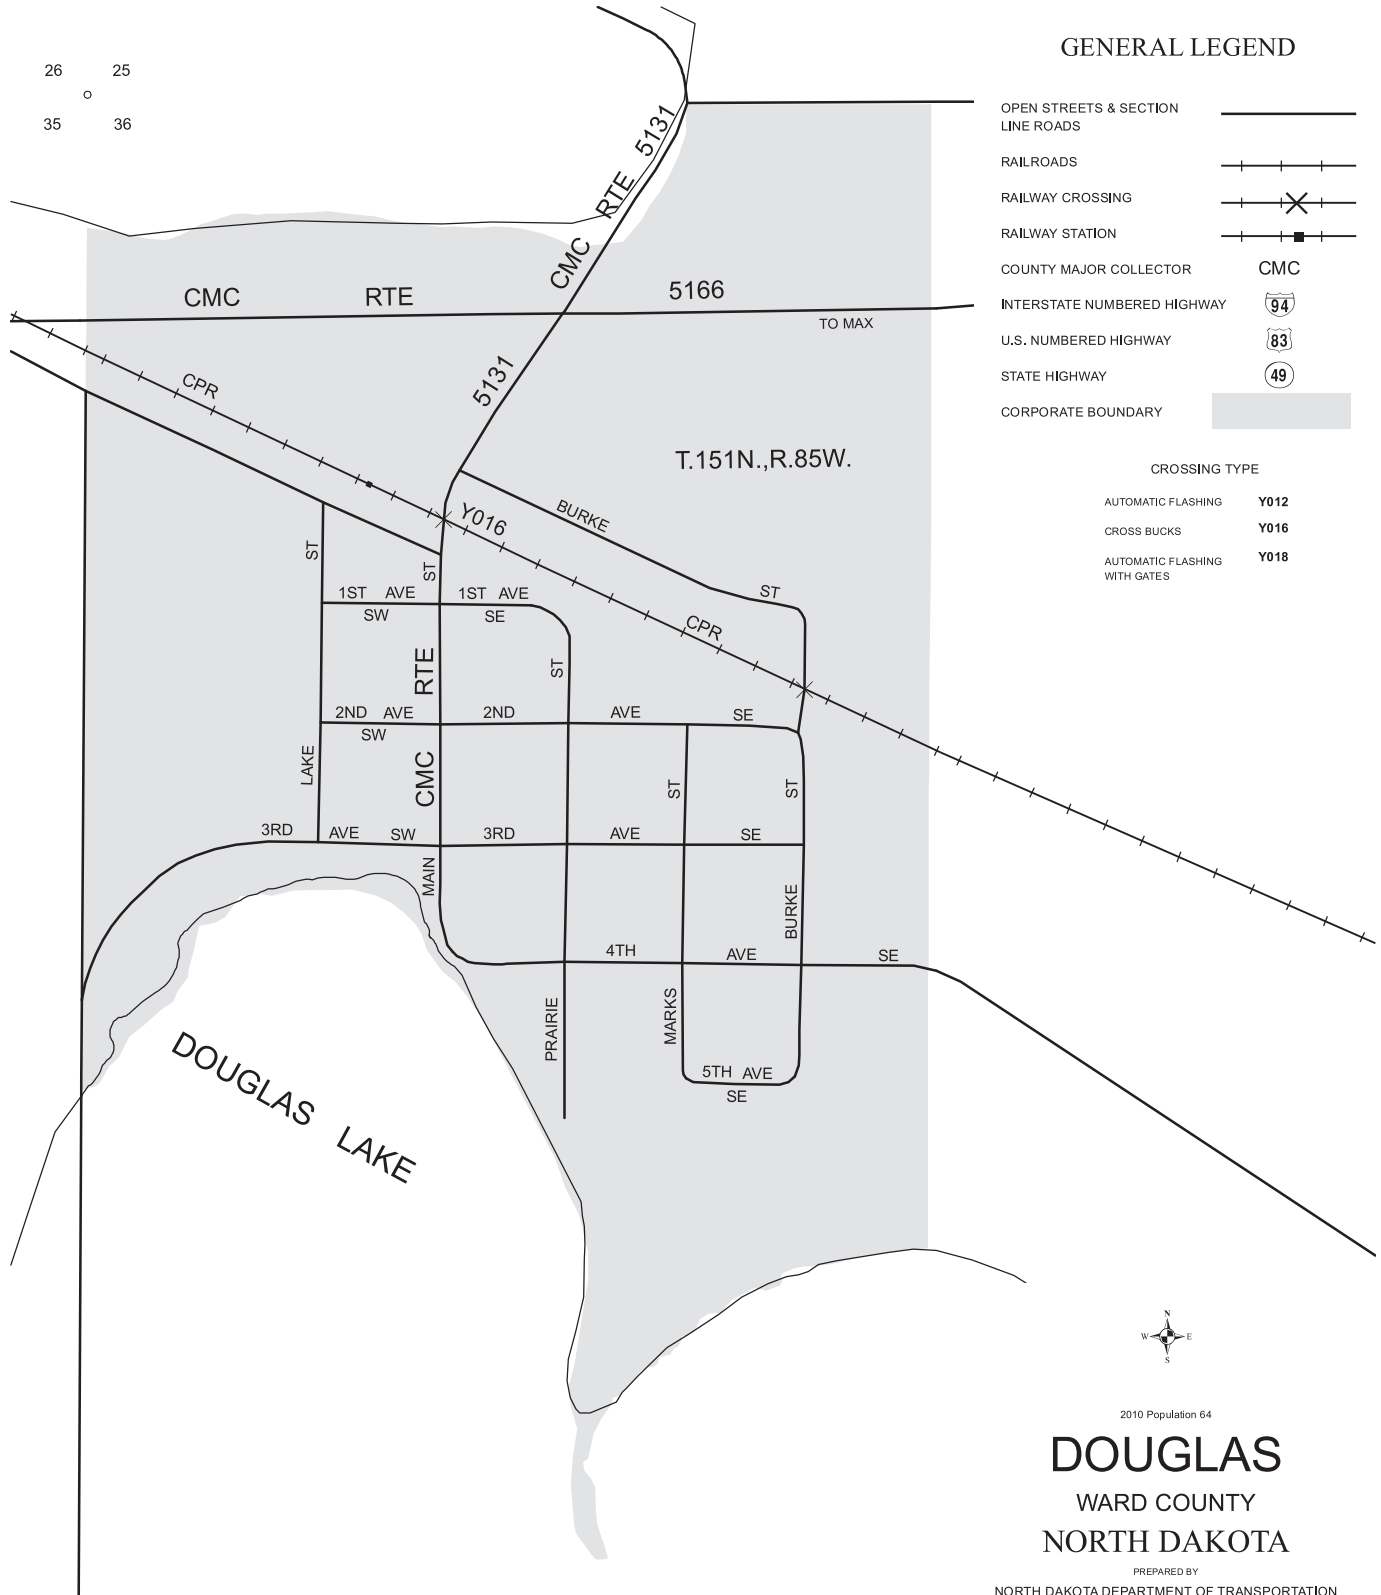 26 25
35 36
GENERAL LEGEND
OPEN STREETS & SECTION
LINE ROADS
RAILROADS
RAILWAY CROSSING
RAILWAY STATION
COUNTY MAJOR COLLECTOR CMC
INTERSTATE NUMBERED HIGHWAY 94
U.S. NUMBERED HIGHWAY 83
STATE HIGHWAY 49
CORPORATE BOUNDARY
CROSSING TYPE
AUTOMATIC FLASHING Y012
CROSS BUCKS Y016
AUTOMATIC FLASHING Y018
WITH GATES
CMC RTE 5131
CMC RTE 5166
TO MAX
5131
CPR
T.151N.,R.85W.
Y016
BURKE ST
CPR
ST
ST
1ST AVE
SW
1ST AVE
SE
RTE
ST
2ND AVE
SW
2ND AVE SE
LAKE
CMC
ST
ST
3RD AVE SW
3RD AVE SE
MAIN
BURKE
4TH AVE SE
PRAIRIE
MARKS
5TH AVE
SE
DOUGLAS LAKE
N
W E
S
2010 Population 64
DOUGLAS
WARD COUNTY
NORTH DAKOTA
PREPARED BY
NORTH DAKOTA DEPARTMENT OF TRANSPORTATION